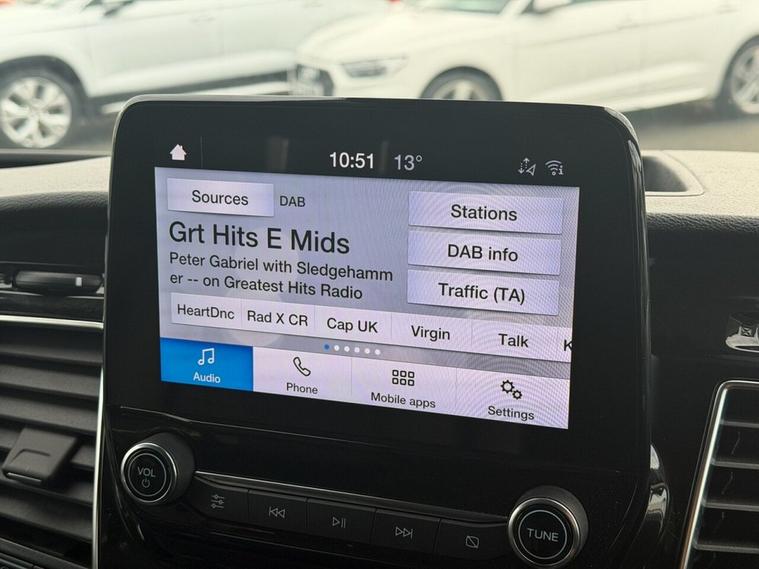 10:51 13°
Sources DAB
Stations
Grt Hits E Mids
DAB info
Peter Gabriel with Sledgehamm
er -- on Greatest Hits Radio
Traffic (TA)
HeartDnc Rad X CR Cap UK Virgin Talk K
Audio Phone Mobile apps Settings
VOL
TUNE